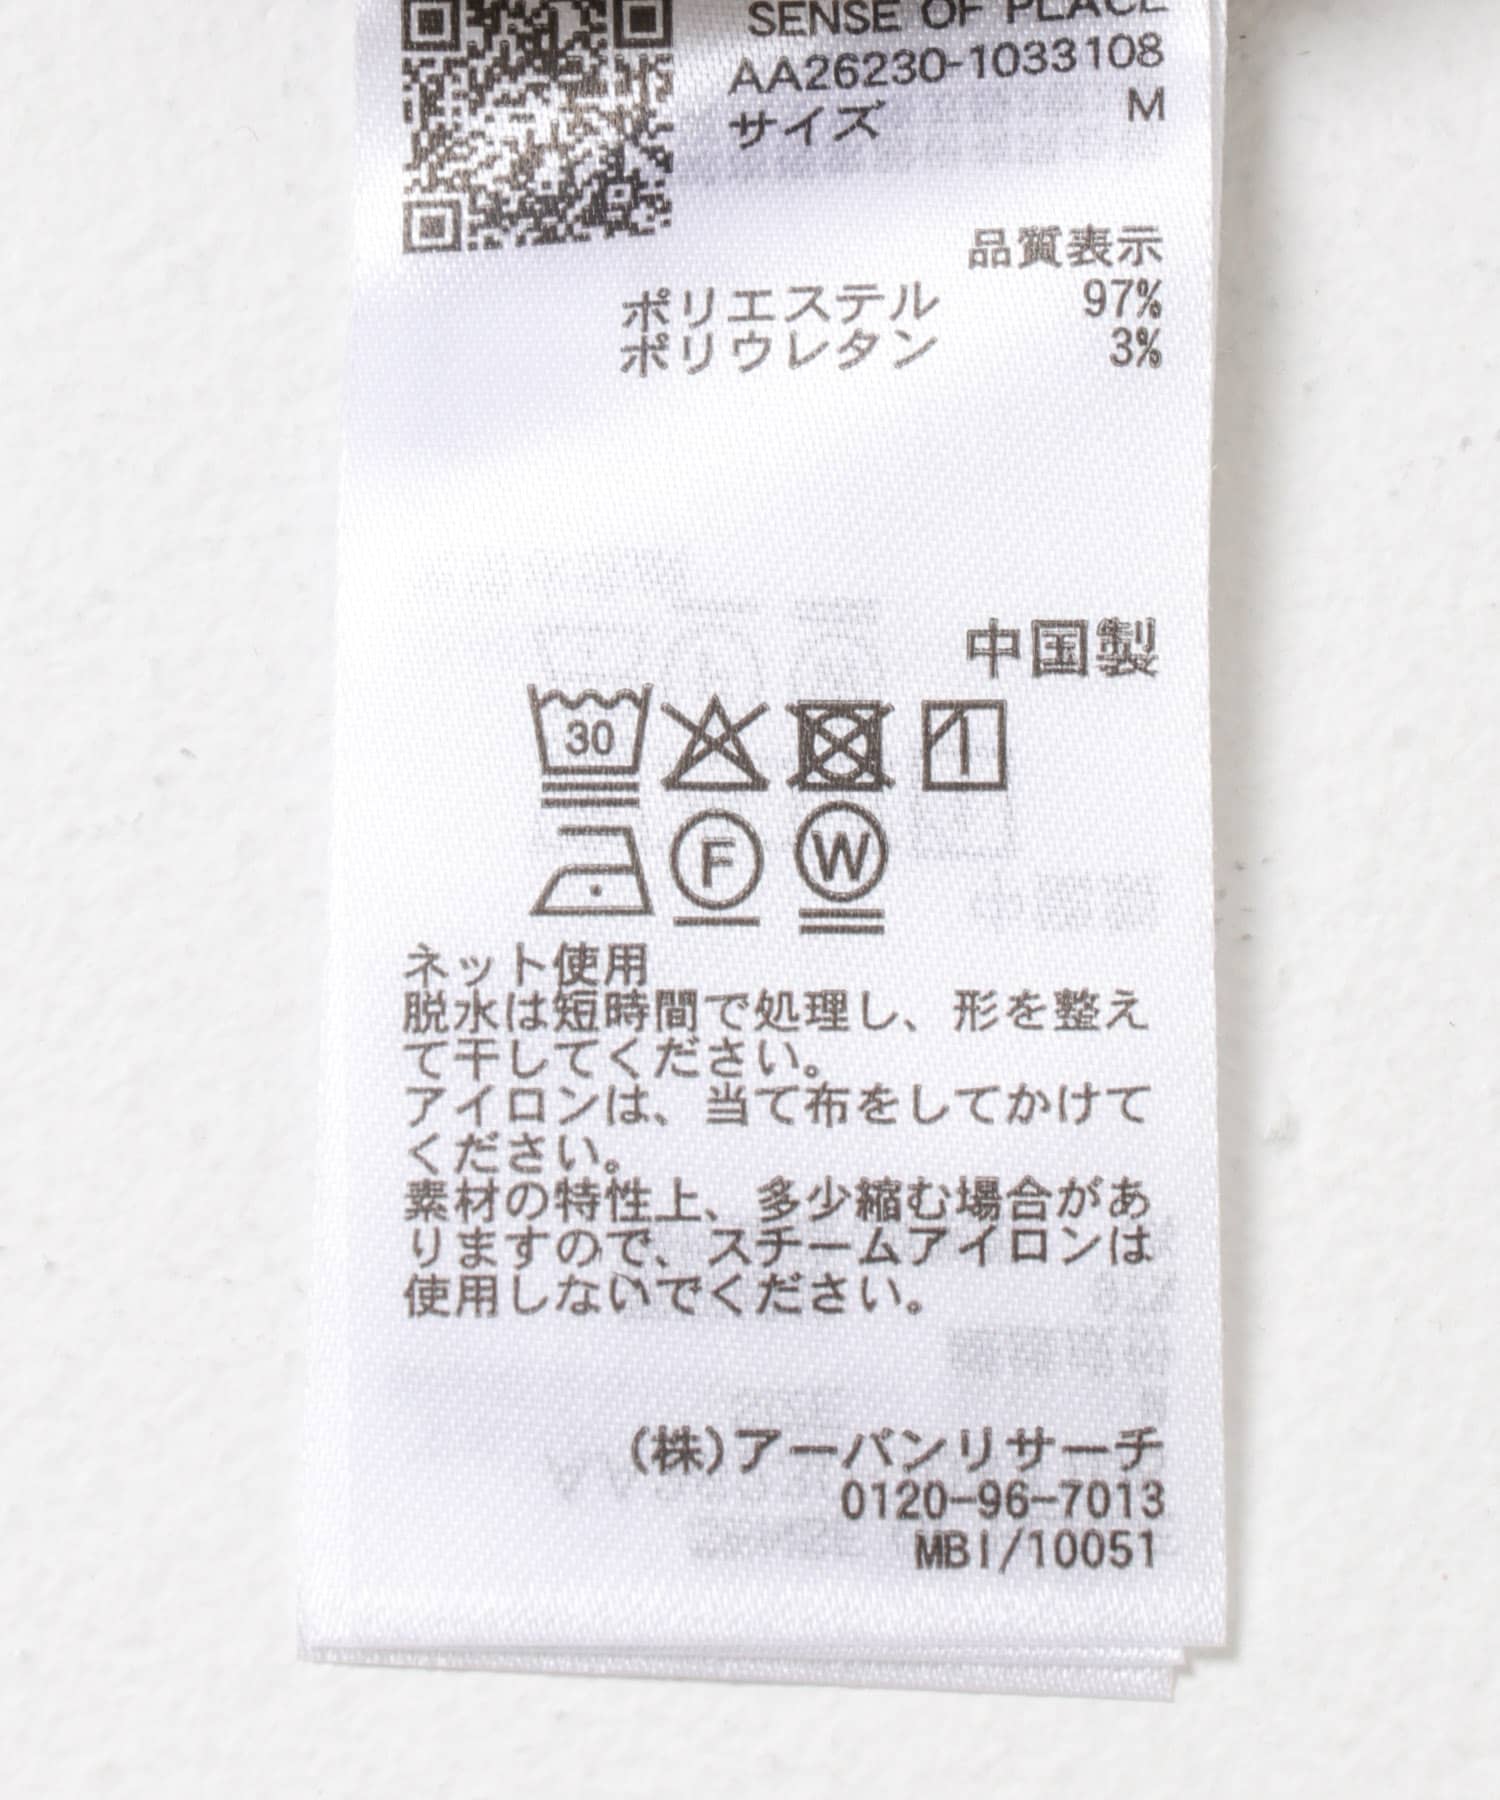 SENSE OF PLACE
AA26230-1033108
サイズ M
品質表示
ポリエステル 97%
ポリウレタン 3%
中国製
30
F W
ネット使用
脱水は短時間で処理し、形を整え
て干してください。
アイロンは、当て布をしてかけて
ください。
素材の特性上、多少縮む場合があ
りますので、スチームアイロンは
使用しないでください。
(株)アーバンリサーチ
0120-96-7013
MBI/10051